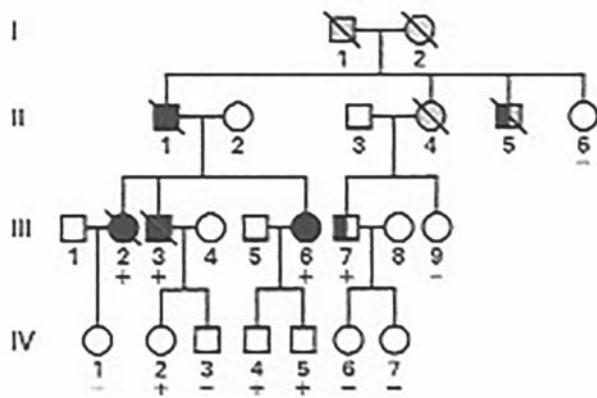 I
1 2
II
1 2 3 4 5 6
−
III
1 2 3 4 5 6 7 8 9
+ + + + −
IV
1 2 3 4 5 6 7
− + − + + − −